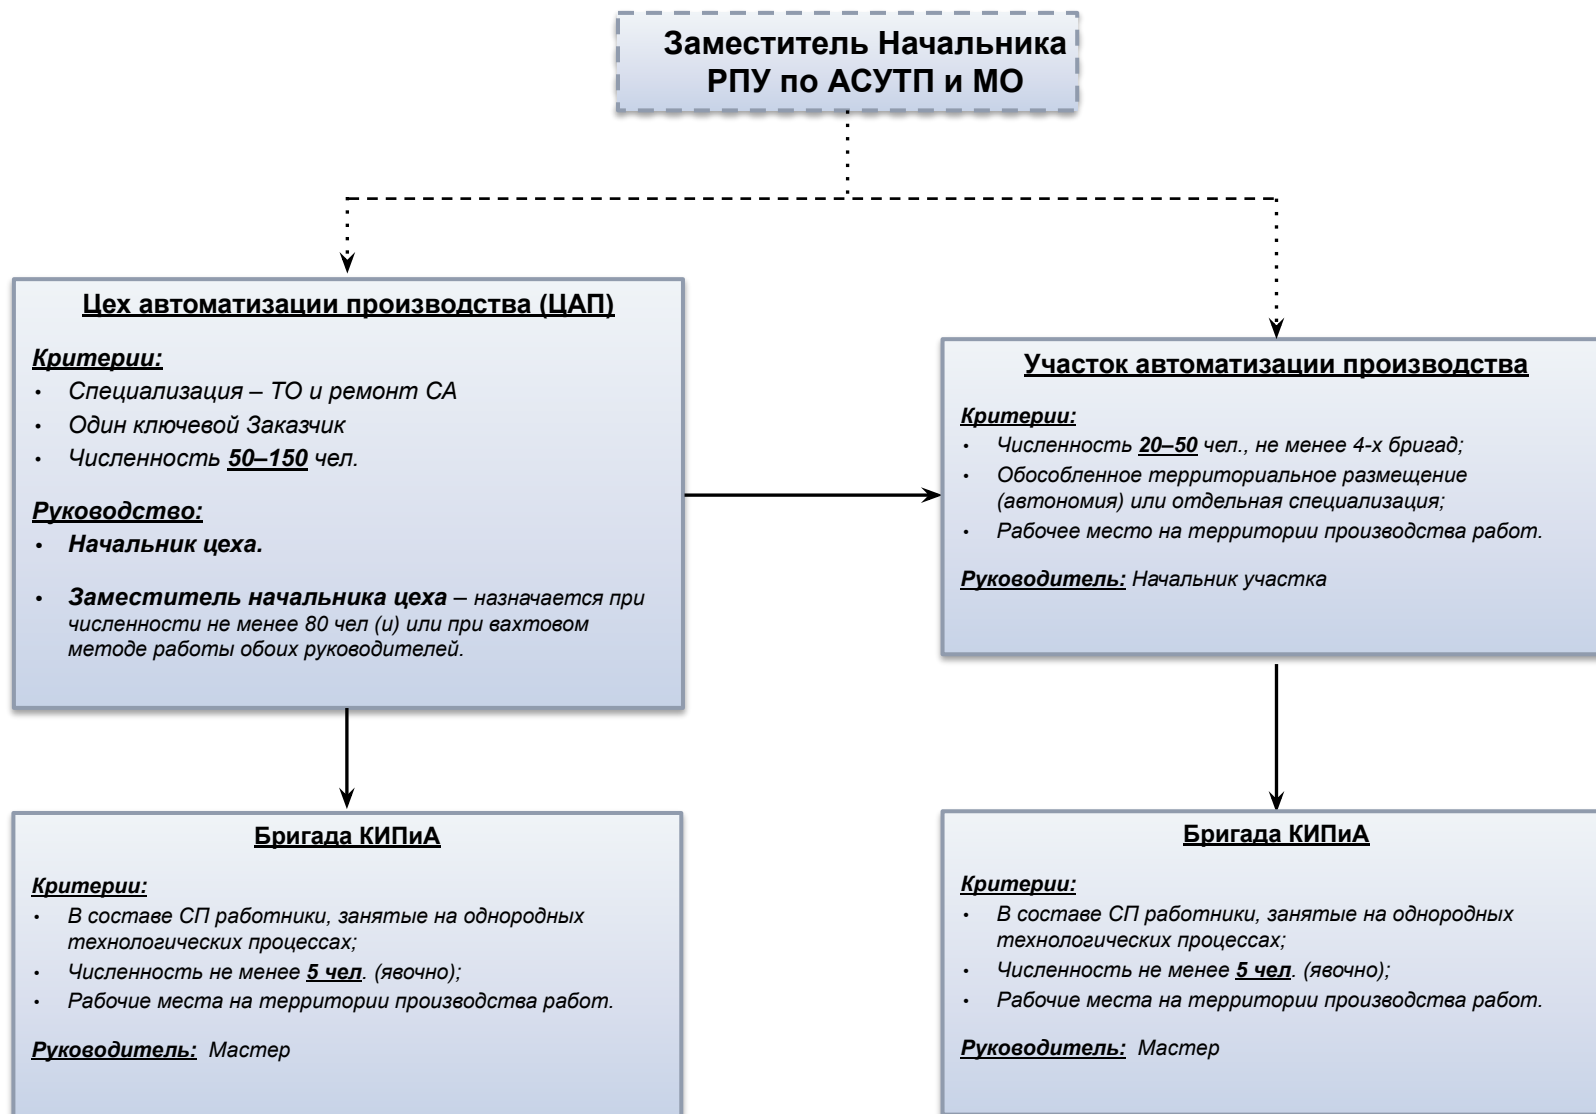 Заместитель Начальника
РПУ по АСУТП и МО
Цех автоматизации производства (ЦАП)
Критерии:
• Специализация – ТО и ремонт СА
• Один ключевой Заказчик
• Численность 50–150 чел.
Руководство:
• Начальник цеха.
• Заместитель начальника цеха – назначается при
численности не менее 80 чел (и) или при вахтовом
методе работы обоих руководителей.
Участок автоматизации производства
Критерии:
• Численность 20–50 чел., не менее 4-х бригад;
• Обособленное территориальное размещение
(автономия) или отдельная специализация;
• Рабочее место на территории производства работ.
Руководитель: Начальник участка
Бригада КИПиА
Критерии:
• В составе СП работники, занятые на однородных
технологических процессах;
• Численность не менее 5 чел. (явочно);
• Рабочие места на территории производства работ.
Руководитель: Мастер
Бригада КИПиА
Критерии:
• В составе СП работники, занятые на однородных
технологических процессах;
• Численность не менее 5 чел. (явочно);
• Рабочие места на территории производства работ.
Руководитель: Мастер